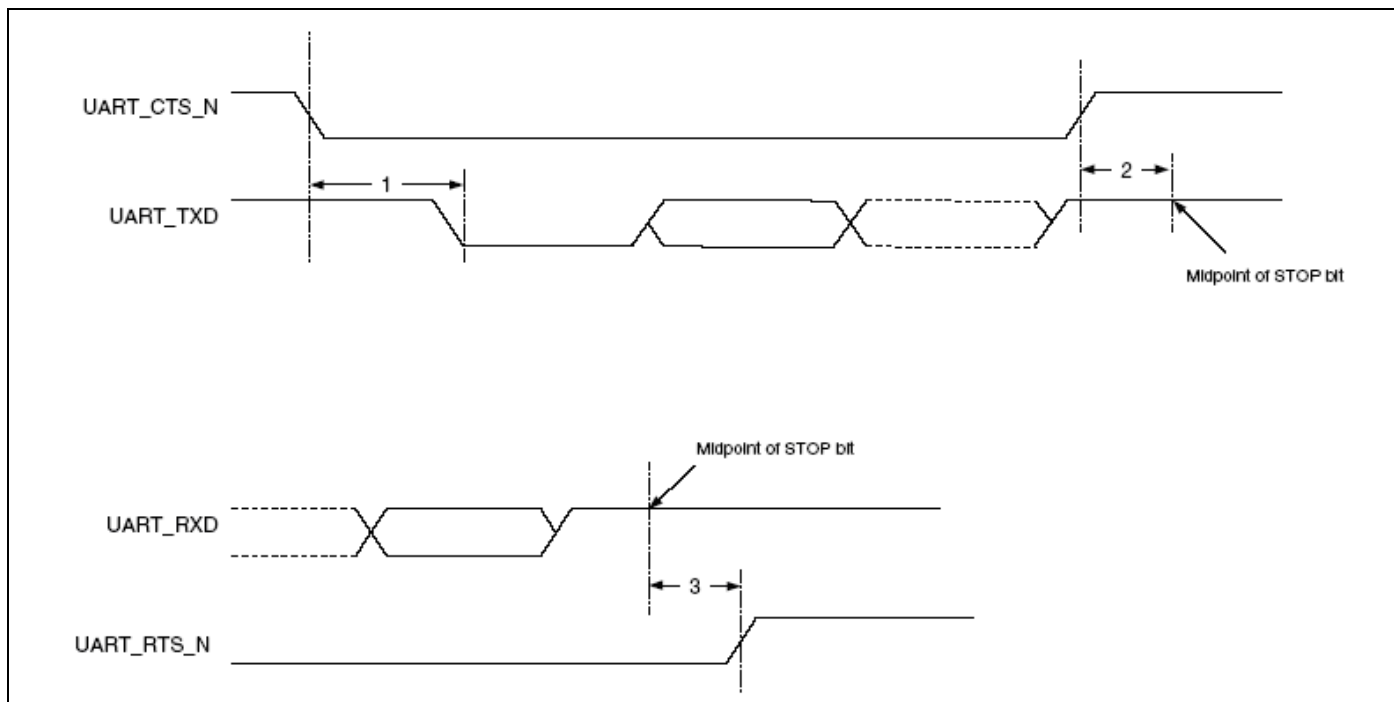 UART_CTS_N
1
2
UART_TXD
Midpoint of STOP bit
Midpoint of STOP bit
UART_RXD
3
UART_RTS_N